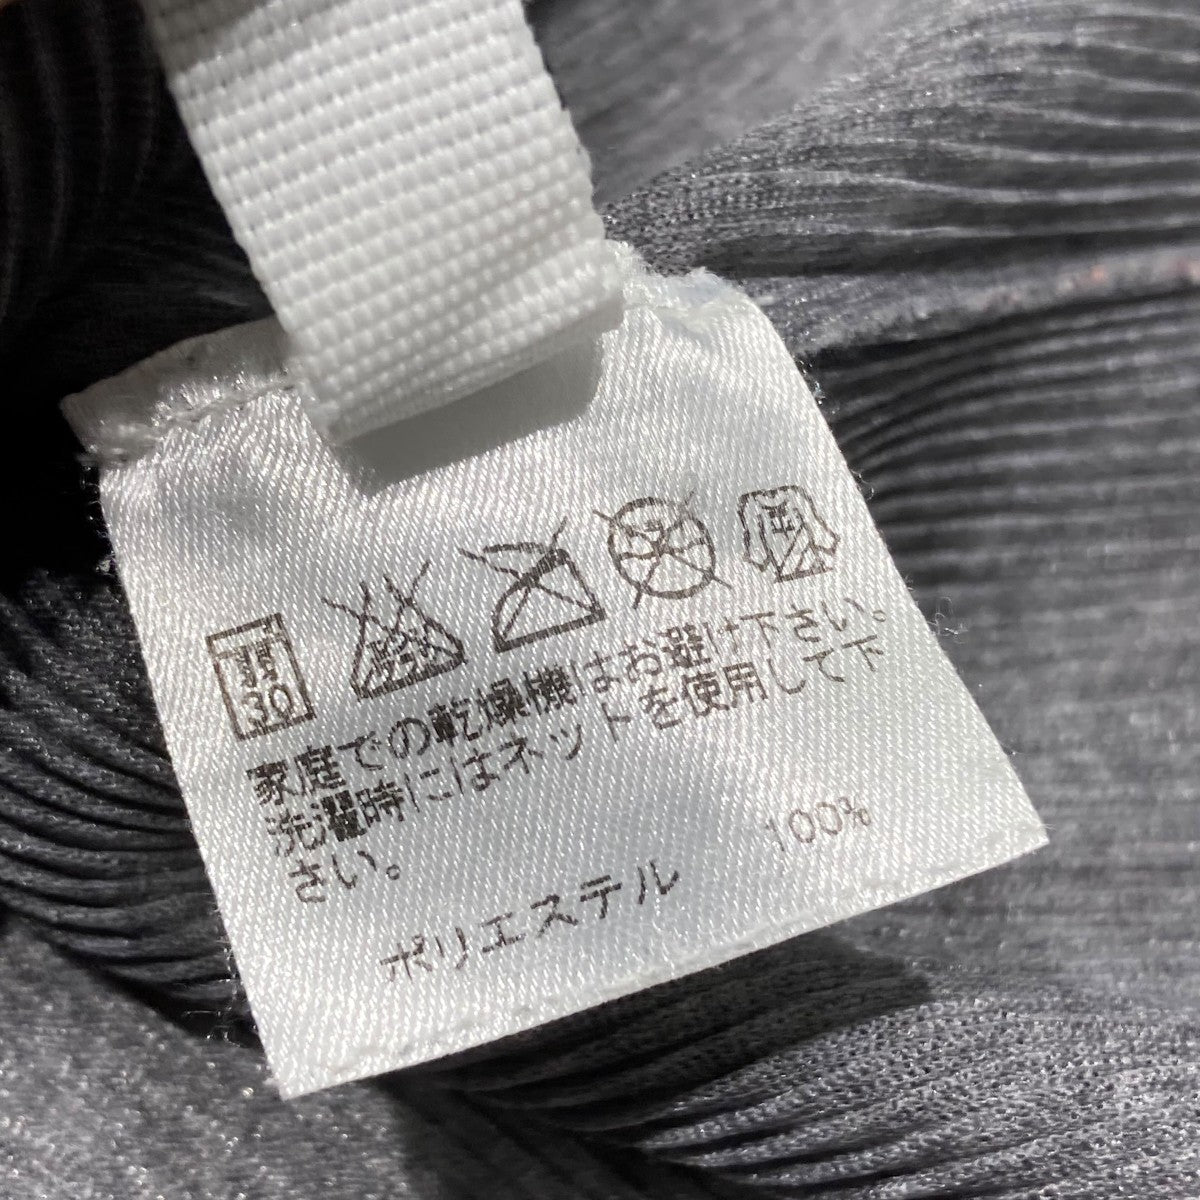 30
家庭での乾燥機はお避け下さい。
洗濯時にはネットを使用して下
さい。
ポリエステル 100%